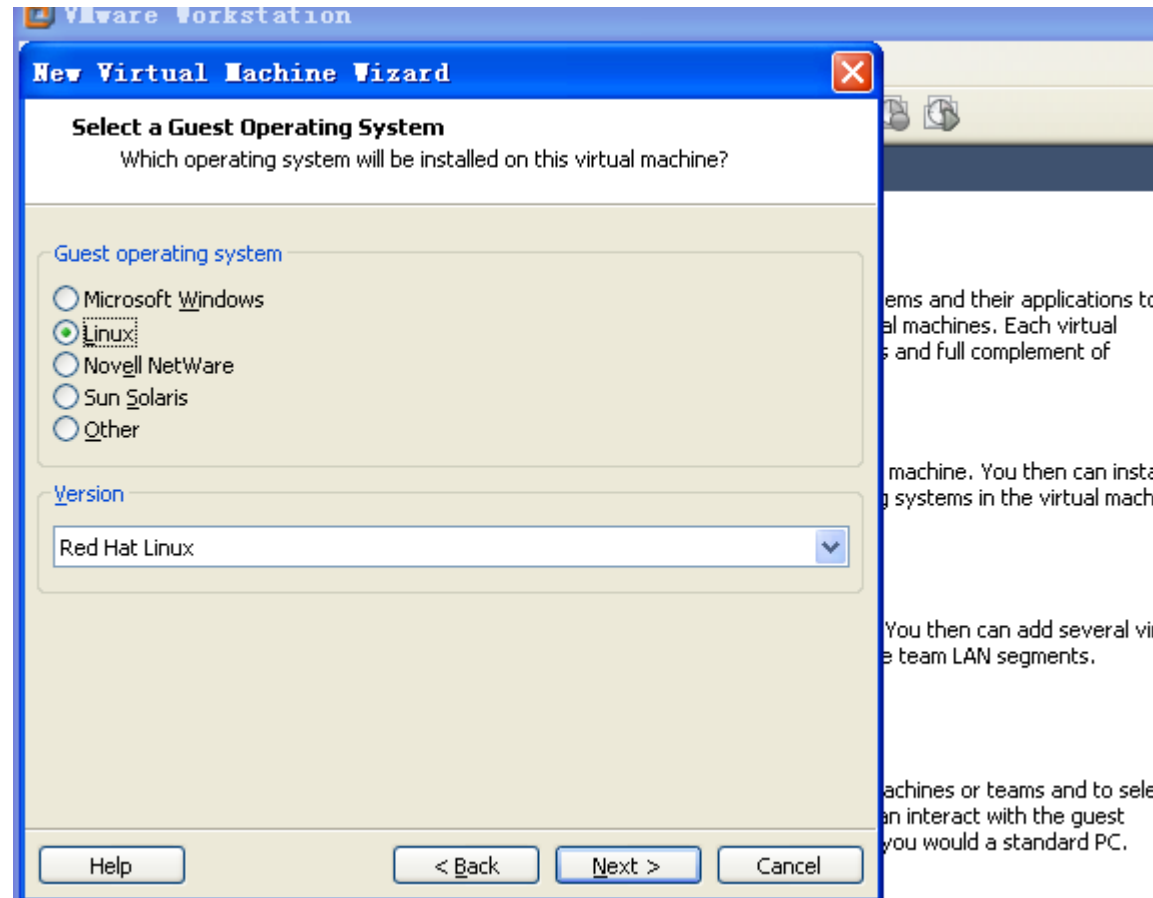 VMware Workstation
New Virtual Machine Wizard
Select a Guest Operating System
Which operating system will be installed on this virtual machine?
Guest operating system
Microsoft Windows
Linux
Novell NetWare
Sun Solaris
Other
Version
Red Hat Linux
Help
< Back
Next >
Cancel
ems and their applications to
al machines. Each virtual
s and full complement of
machine. You then can insta
g systems in the virtual mach
You then can add several vi
e team LAN segments.
achines or teams and to sele
an interact with the guest
you would a standard PC.